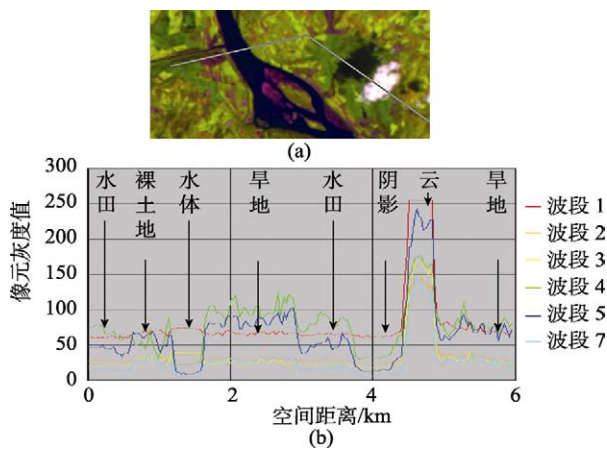 (a)
300
250
200
150
100
50
0
像元灰度值
水田
裸土地
水体
旱地
水田
阴影
云
旱地
波段 1
波段 2
波段 3
波段 4
波段 5
波段 7
0 2 4 6
空间距离/km
(b)